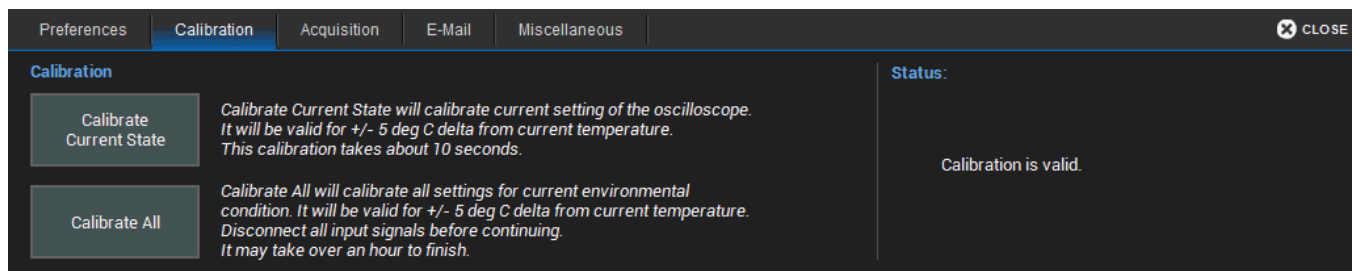 Preferences
Calibration
Acquisition
E-Mail
Miscellaneous
CLOSE
Calibration
Calibrate
Current State
Calibrate Current State will calibrate current setting of the oscilloscope.
It will be valid for +/- 5 deg C delta from current temperature.
This calibration takes about 10 seconds.
Calibrate All
Calibrate All will calibrate all settings for current environmental
condition. It will be valid for +/- 5 deg C delta from current temperature.
Disconnect all input signals before continuing.
It may take over an hour to finish.
Status:
Calibration is valid.